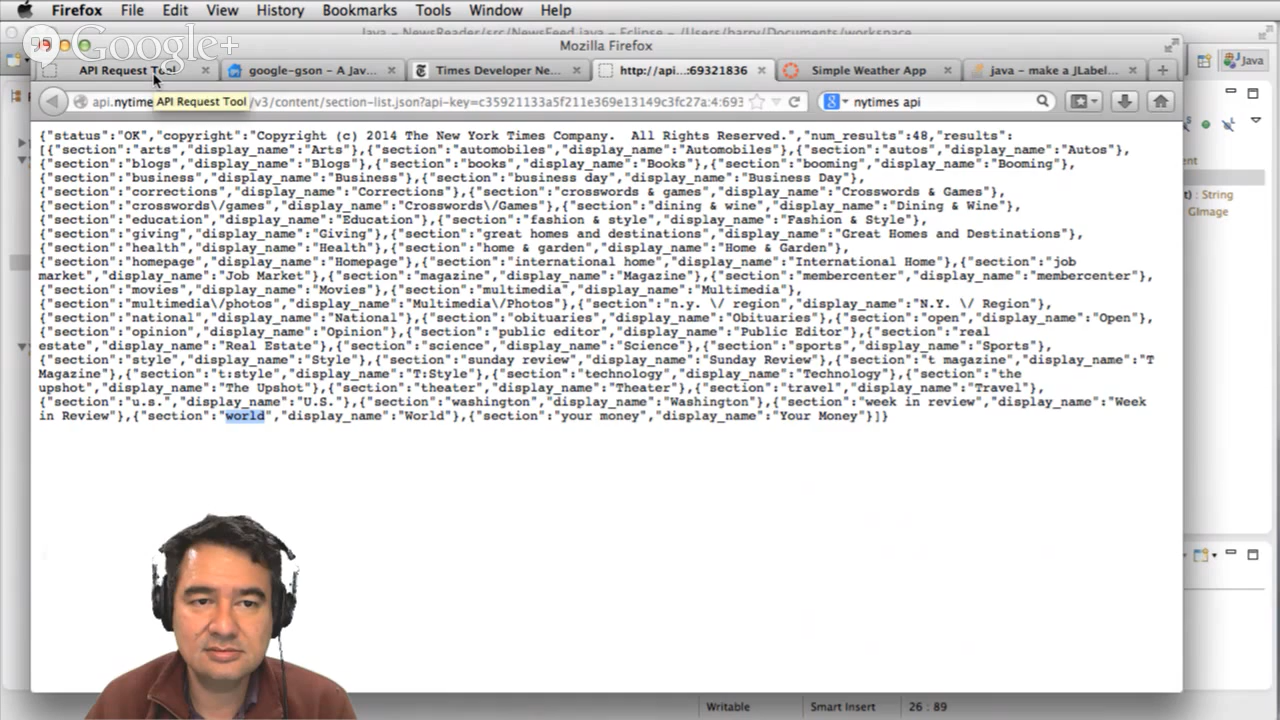 Firefox File Edit View History Bookmarks Tools Window Help
Java - NewsReader/src/NewsFeed.java - Eclipse - /Users/barry/Documents/workspace
Google+
Mozilla Firefox
API Request Tool google-gson - A Jav... Times Developer Ne... http://api...:69321836 Simple Weather App java - make a JLabel...
Java
api.nytime /v3/content/section-list.json?api-key=c35921133a5f211e369e13149c3fc27a:4:693 nytimes api
API Request Tool
{"status":"OK","copyright":"Copyright (c) 2014 The New York Times Company.  All Rights Reserved.","num_results":48,"results":
[{"section":"arts","display_name":"Arts"},{"section":"automobiles","display_name":"Automobiles"},{"section":"autos","display_name":"Autos"},
{"section":"blogs","display_name":"Blogs"},{"section":"books","display_name":"Books"},{"section":"booming","display_name":"Booming"},
{"section":"business","display_name":"Business"},{"section":"business day","display_name":"Business Day"},
{"section":"corrections","display_name":"Corrections"},{"section":"crosswords & games","display_name":"Crosswords & Games"},
{"section":"crosswords\/games","display_name":"Crosswords\/Games"},{"section":"dining & wine","display_name":"Dining & Wine"},
{"section":"education","display_name":"Education"},{"section":"fashion & style","display_name":"Fashion & Style"},
{"section":"giving","display_name":"Giving"},{"section":"great homes and destinations","display_name":"Great Homes and Destinations"},
{"section":"health","display_name":"Health"},{"section":"home & garden","display_name":"Home & Garden"},
{"section":"homepage","display_name":"Homepage"},{"section":"international home","display_name":"International Home"},{"section":"job
market","display_name":"Job Market"},{"section":"magazine","display_name":"Magazine"},{"section":"membercenter","display_name":"membercenter"},
{"section":"movies","display_name":"Movies"},{"section":"multimedia","display_name":"Multimedia"},
{"section":"multimedia\/photos","display_name":"Multimedia\/Photos"},{"section":"n.y. \/ region","display_name":"N.Y. \/ Region"},
{"section":"national","display_name":"National"},{"section":"obituaries","display_name":"Obituaries"},{"section":"open","display_name":"Open"},
{"section":"opinion","display_name":"Opinion"},{"section":"public editor","display_name":"Public Editor"},{"section":"real
estate","display_name":"Real Estate"},{"section":"science","display_name":"Science"},{"section":"sports","display_name":"Sports"},
{"section":"style","display_name":"Style"},{"section":"sunday review","display_name":"Sunday Review"},{"section":"t magazine","display_name":"T
Magazine"},{"section":"t:style","display_name":"T:Style"},{"section":"technology","display_name":"Technology"},{"section":"the
upshot","display_name":"The Upshot"},{"section":"theater","display_name":"Theater"},{"section":"travel","display_name":"Travel"},
{"section":"u.s.","display_name":"U.S."},{"section":"washington","display_name":"Washington"},{"section":"week in review","display_name":"Week
in Review"},{"section":"world","display_name":"World"},{"section":"your money","display_name":"Your Money"}]}
ent
t) : String
GImage
Writable Smart Insert 26 : 89